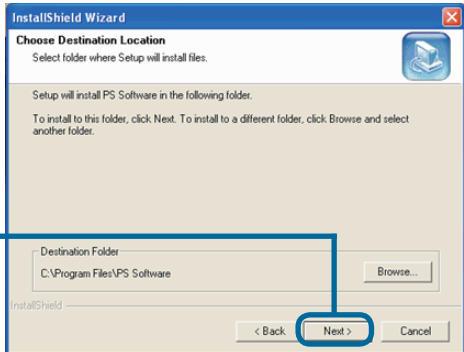 InstallShield Wizard
Choose Destination Location
Select folder where Setup will install files.
Setup will install PS Software in the following folder.
To install to this folder, click Next. To install to a different folder, click Browse and select
another folder.
Destination Folder
C:\Program Files\PS Software
Browse...
InstallShield
< Back
Next >
Cancel